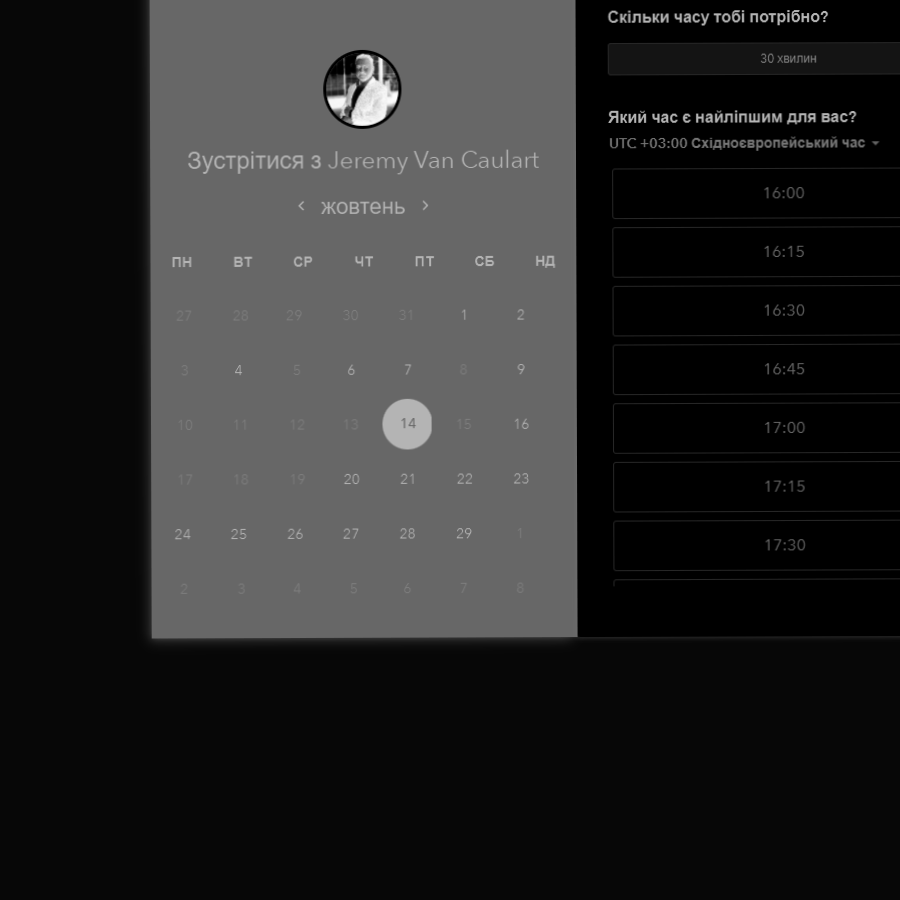 Зустрітися з Jeremy Van Caulart
‹ жовтень ›
ПН ВТ СР ЧТ ПТ СБ НД
27 28 29 30 31 1 2
3 4 5 6 7 8 9
10 11 12 13 14 15 16
17 18 19 20 21 22 23
24 25 26 27 28 29 1
2 3 4 5 6 7 8
Скільки часу тобі потрібно?
30 хвилин
Який час є найліпшим для вас?
UTC +03:00 Східноєвропейський час
16:00
16:15
16:30
16:45
17:00
17:15
17:30